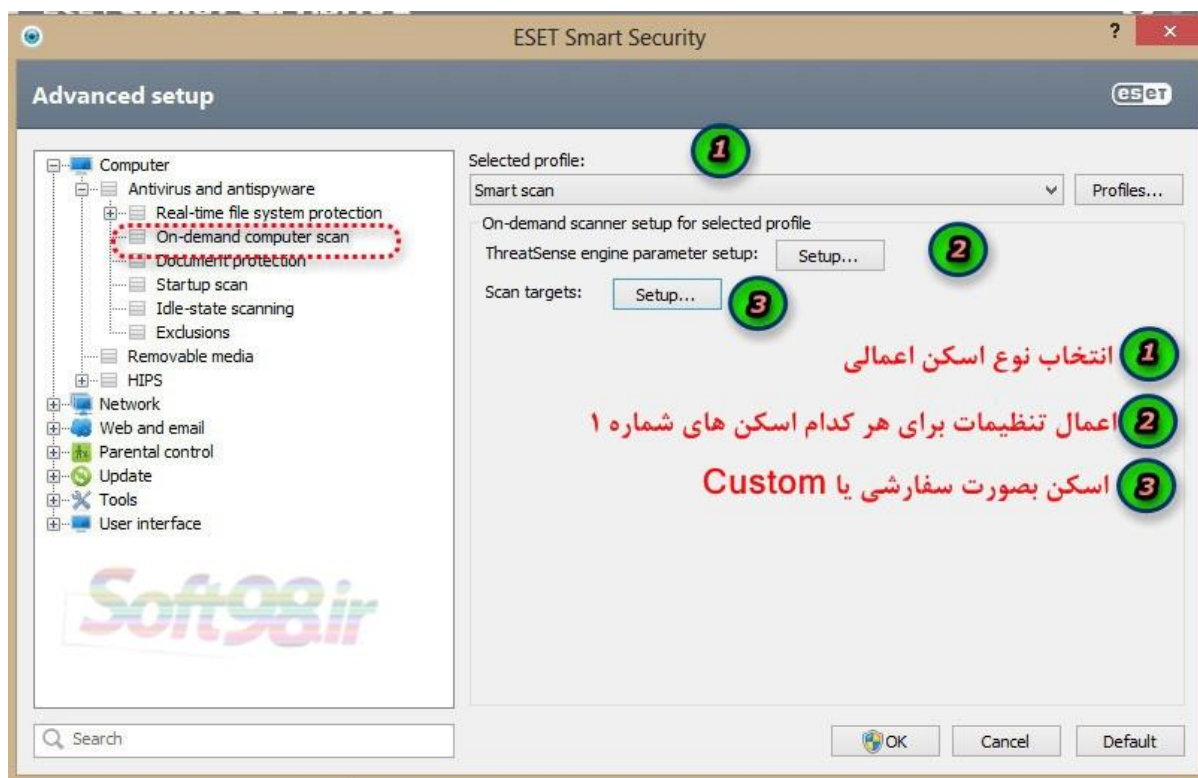 ESET Smart Security
?
×
Advanced setup
eset
Computer
Antivirus and antispyware
Real-time file system protection
On-demand computer scan
Document protection
Startup scan
Idle-state scanning
Exclusions
Removable media
HIPS
Network
Web and email
Parental control
Update
Tools
User interface
Soft98.ir
Search
1
Selected profile:
Smart scan
Profiles...
On-demand scanner setup for selected profile
ThreatSense engine parameter setup: Setup... 2
Scan targets: Setup... 3
1 انتخاب نوع اسکن اعمالی
2 اعمال تنظیمات برای هر کدام اسکن های شماره ۱
3 اسکن بصورت سفارشی یا Custom
OK
Cancel
Default